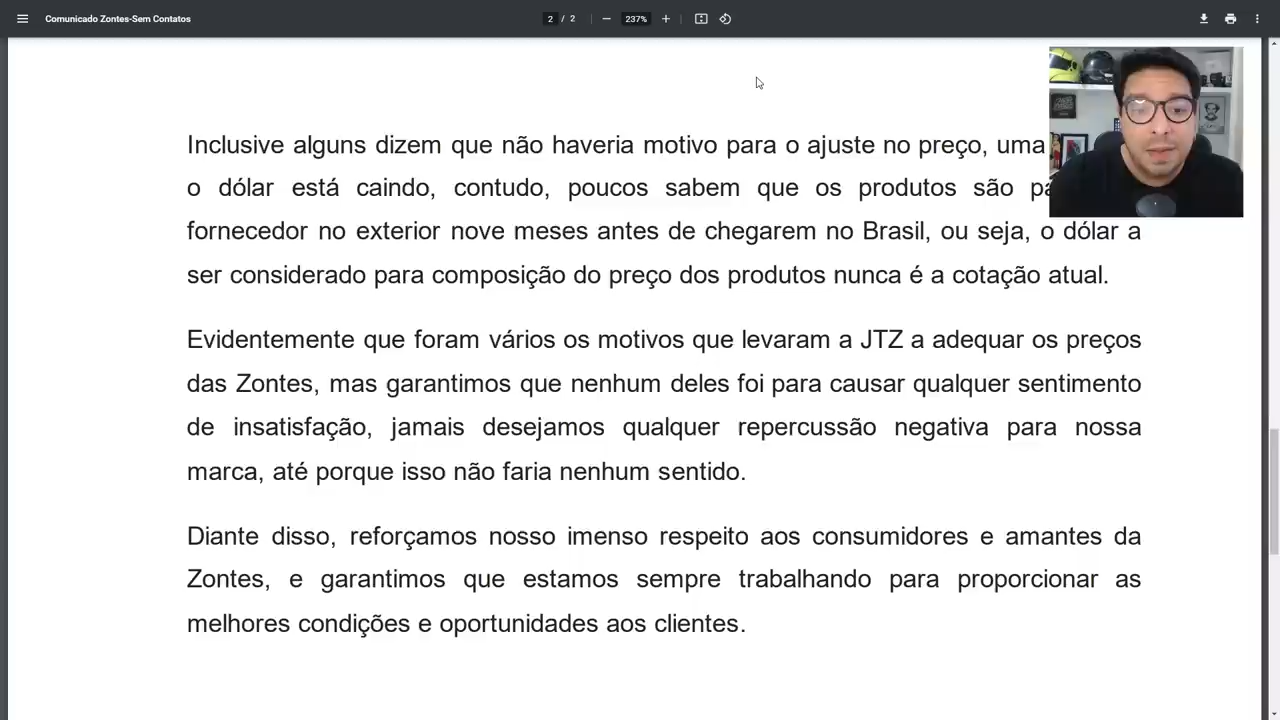 Comunicado Zontes-Sem Contatos
2 / 2
237%
Inclusive alguns dizem que não haveria motivo para o ajuste no preço, uma
o dólar está caindo, contudo, poucos sabem que os produtos são
fornecedor no exterior nove meses antes de chegarem no Brasil, ou seja, o dólar a
ser considerado para composição do preço dos produtos nunca é a cotação atual.
Evidentemente que foram vários os motivos que levaram a JTZ a adequar os preços
das Zontes, mas garantimos que nenhum deles foi para causar qualquer sentimento
de insatisfação, jamais desejamos qualquer repercussão negativa para nossa
marca, até porque isso não faria nenhum sentido.
Diante disso, reforçamos nosso imenso respeito aos consumidores e amantes da
Zontes, e garantimos que estamos sempre trabalhando para proporcionar as
melhores condições e oportunidades aos clientes.